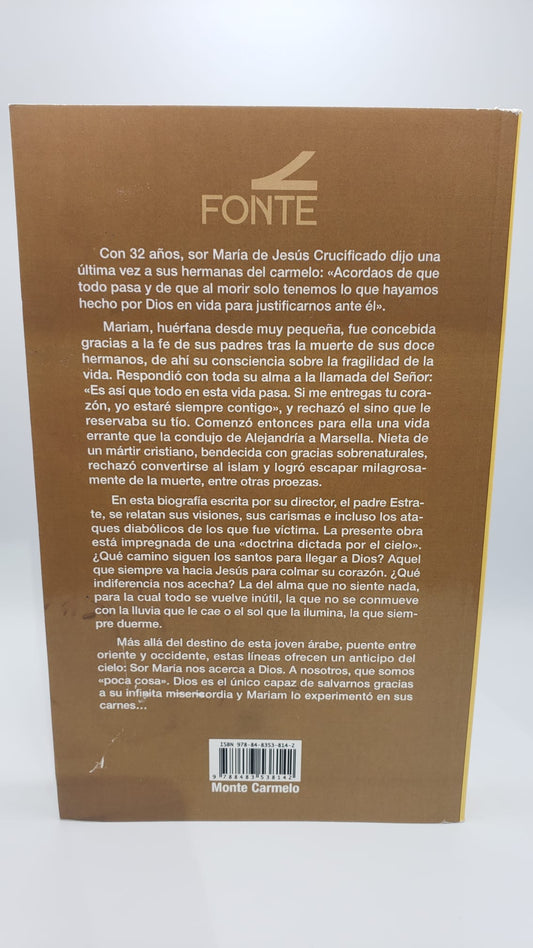 FONTE
Con 32 años, sor María de Jesús Crucificado dijo una
última vez a sus hermanas del carmelo: «Acordaos de que
todo pasa y de que al morir solo tenemos lo que hayamos
hecho por Dios en vida para justificarnos ante él».
Mariam, huérfana desde muy pequeña, fue concebida
gracias a la fe de sus padres tras la muerte de sus doce
hermanos, de ahí su consciencia sobre la fragilidad de la
vida. Respondió con toda su alma a la llamada del Señor:
«Es así que todo en esta vida pasa. Si me entregas tu cora-
zón, yo estaré siempre contigo», y rechazó el sino que le
reservaba su tío. Comenzó entonces para ella una vida
errante que la condujo de Alejandría a Marsella. Nieta de
un mártir cristiano, bendecida con gracias sobrenaturales,
rechazó convertirse al islam y logró escapar milagrosa-
mente de la muerte, entre otras proezas.
En esta biografía escrita por su director, el padre Estra-
te, se relatan sus visiones, sus carismas e incluso los ata-
ques diabólicos de los que fue víctima. La presente obra
está impregnada de una «doctrina dictada por el cielo».
¿Qué camino siguen los santos para llegar a Dios? Aquel
que siempre va hacia Jesús para colmar su corazón. ¿Qué
indiferencia nos acecha? La del alma que no siente nada,
para la cual todo se vuelve inútil, la que no se conmueve
con la lluvia que le cae o el sol que la ilumina, la que siem-
pre duerme.
Más allá del destino de esta joven árabe, puente entre
oriente y occidente, estas líneas ofrecen un anticipo del
cielo: Sor María nos acerca a Dios. A nosotros, que somos
«poca cosa». Dios es el único capaz de salvarnos gracias
a su infinita misericordia y Mariam lo experimentó en sus
carnes...
ISBN 978-84-8353-814-2
9 788483 538142
Monte Carmelo